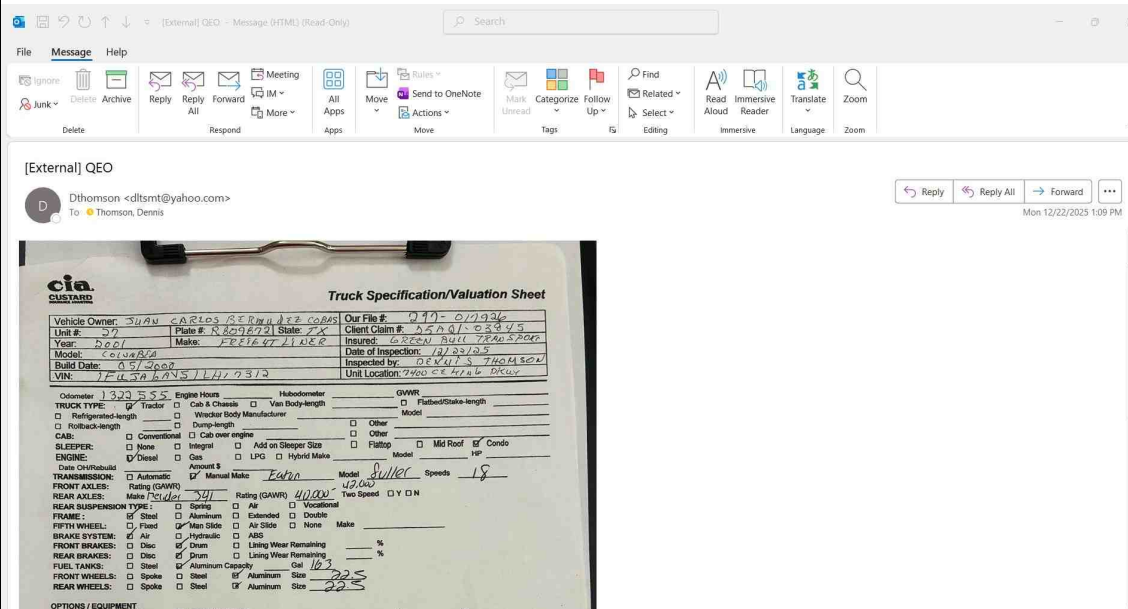 [External] QEO - Message (HTML) (Read-Only)
Search
File Message Help
Ignore
Junk
Delete
Archive
Reply
Reply All
Forward
Meeting
IM
More
All Apps
Move
Rules
Send to OneNote
Actions
Mark Unread
Categorize
Follow Up
Find
Related
Select
Read Aloud
Immersive Reader
Translate
Zoom
Delete Respond Apps Move Tags Editing Immersive Language Zoom
[External] QEO
D
Dthomson <dltsmt@yahoo.com>
To Thomson, Dennis
Reply Reply All Forward
Mon 12/22/2025 1:09 PM
cia.
CUSTARD
Truck Specification/Valuation Sheet
Vehicle Owner: JUAN CARLOS BERMUDEZ COBAS Our File #:
Unit #: 27 Plate #: R809872 State: TX Client Claim #:
Year: 2001 Make: FREIGHTLINER Insured: GREEN BULL TRANSPORT
Model: COLUMBIA Date of Inspection: 12/22/25
Build Date: 05/2000 Inspected by: DENNIS THOMSON
VIN: Unit Location: 7400
Odometer 1322555 Engine Hours Hubodometer GVWR
TRUCK TYPE: Tractor Cab & Chassis Van Body-length Flatbed/Stake-length
Refrigerated-length Wrecker Body Manufacturer Model
Rollback-length Dump-length Other
CAB: Conventional Cab over engine Other
SLEEPER: None Integral Add on Sleeper Size Flattop Mid Roof Condo
ENGINE: Diesel Gas LPG Hybrid Make Model HP
Date OH/Rebuild Amount $
TRANSMISSION: Automatic Manual Make Eaton Model Fuller Speeds 18
FRONT AXLES: Rating (GAWR) 42,000
REAR AXLES: Make Rating (GAWR) 40,000 Two Speed Y N
REAR SUSPENSION TYPE: Spring Air Vocational
FRAME: Steel Aluminum Extended Double
FIFTH WHEEL: Fixed Man Slide Air Slide None Make
BRAKE SYSTEM: Air Hydraulic ABS
FRONT BRAKES: Disc Drum Lining Wear Remaining %
REAR BRAKES: Disc Drum Lining Wear Remaining %
FUEL TANKS: Steel Aluminum Capacity Gal 163
FRONT WHEELS: Spoke Steel Aluminum Size 22.5
REAR WHEELS: Spoke Steel Aluminum Size 22.5
OPTIONS / EQUIPMENT